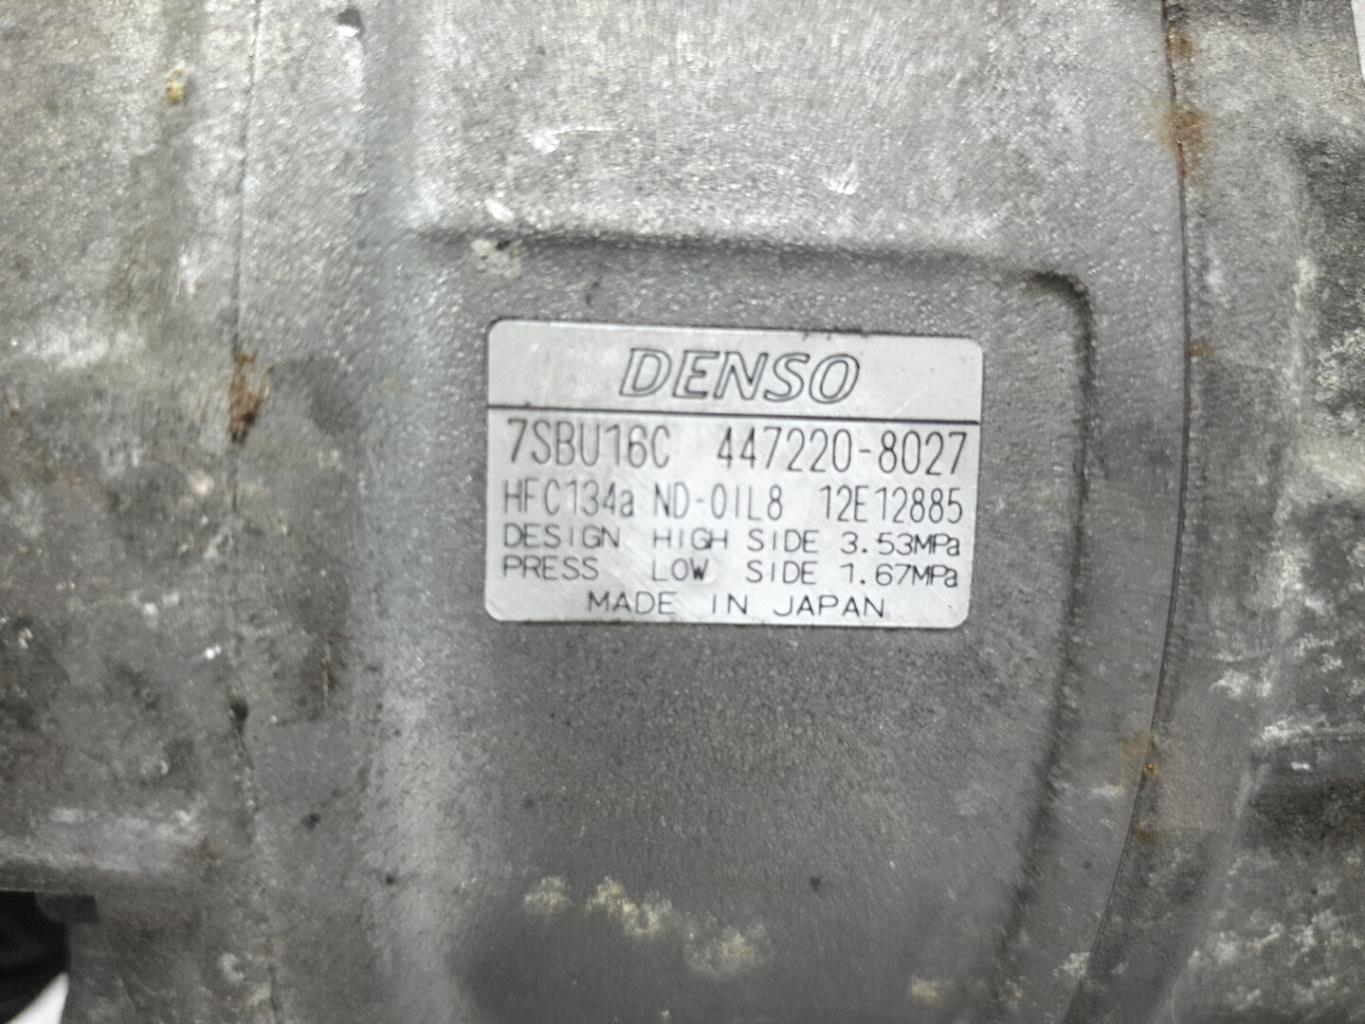 DENSO
7SBU16C 447220-8027
HFC134a ND-OIL8 12E12885
DESIGN HIGH SIDE 3.53MPa
PRESS LOW SIDE 1.67MPa
MADE IN JAPAN